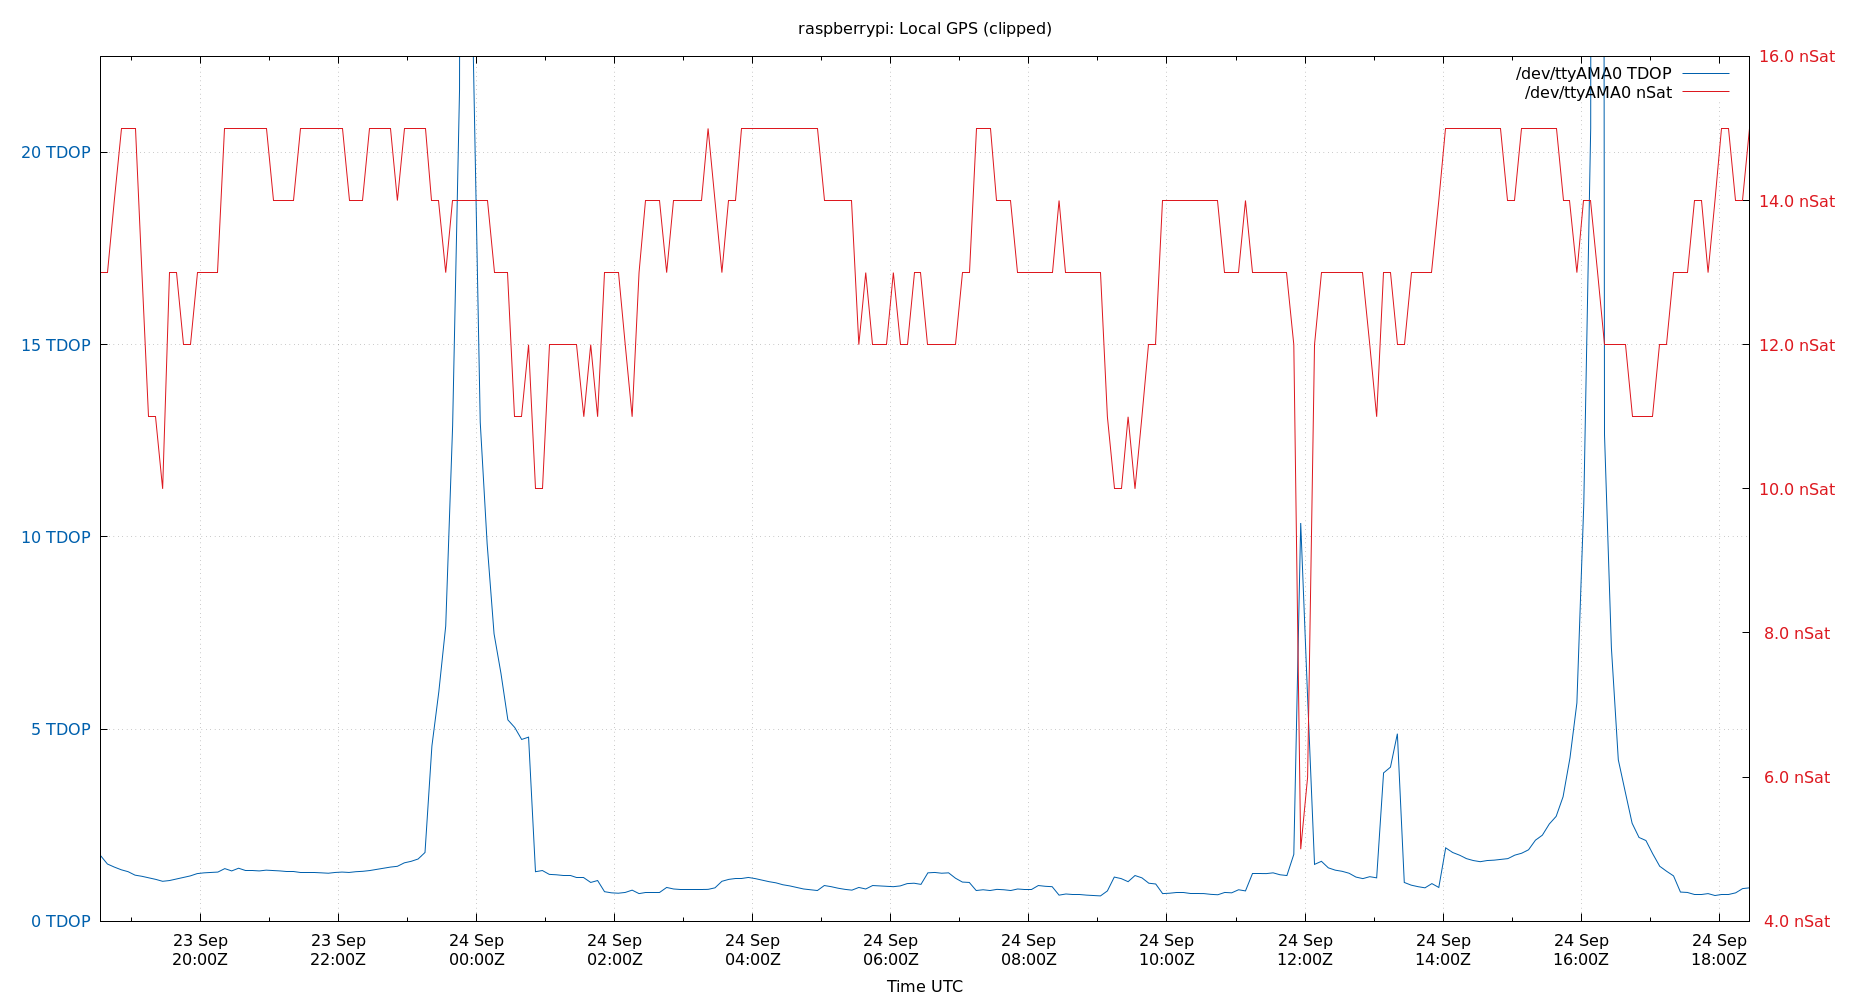 raspberrypi: Local GPS (clipped)
16.0 nSat
/dev/ttyAMA0 TDOP
/dev/ttyAMA0 nSat
20 TDOP
14.0 nSat
15 TDOP
12.0 nSat
10.0 nSat
10 TDOP
8.0 nSat
5 TDOP
6.0 nSat
0 TDOP
4.0 nSat
23 Sep 23 Sep 24 Sep 24 Sep 24 Sep 24 Sep 24 Sep 24 Sep 24 Sep 24 Sep 24 Sep 24 Sep
20:00Z 22:00Z 00:00Z 02:00Z 04:00Z 06:00Z 08:00Z 10:00Z 12:00Z 14:00Z 16:00Z 18:00Z
Time UTC